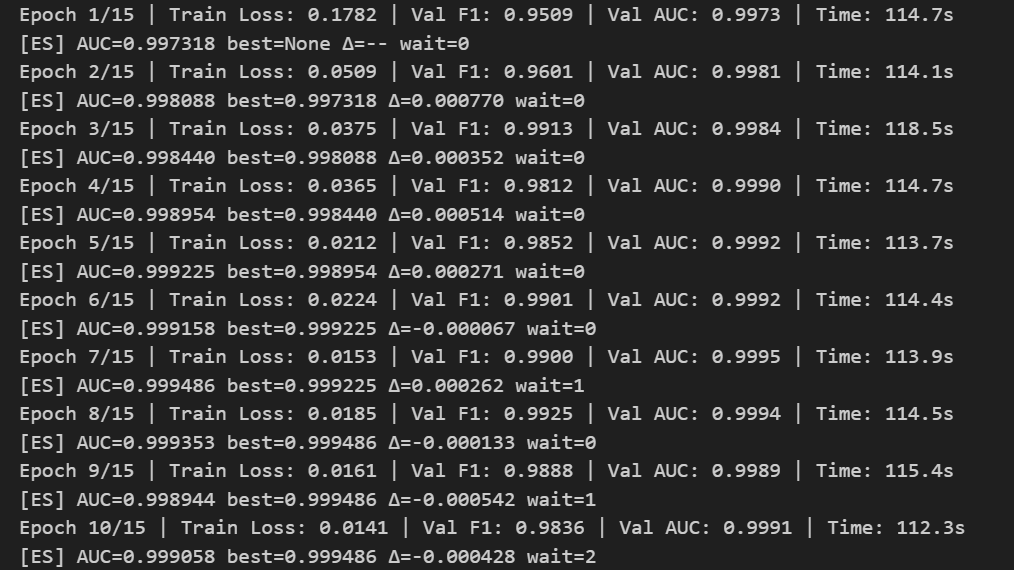 Epoch 1/15 | Train Loss: 0.1782 | Val F1: 0.9509 | Val AUC: 0.9973 | Time: 114.7s
[ES] AUC=0.997318 best=None Δ=-- wait=0
Epoch 2/15 | Train Loss: 0.0509 | Val F1: 0.9601 | Val AUC: 0.9981 | Time: 114.1s
[ES] AUC=0.998088 best=0.997318 Δ=0.000770 wait=0
Epoch 3/15 | Train Loss: 0.0375 | Val F1: 0.9913 | Val AUC: 0.9984 | Time: 118.5s
[ES] AUC=0.998440 best=0.998088 Δ=0.000352 wait=0
Epoch 4/15 | Train Loss: 0.0365 | Val F1: 0.9812 | Val AUC: 0.9990 | Time: 114.7s
[ES] AUC=0.998954 best=0.998440 Δ=0.000514 wait=0
Epoch 5/15 | Train Loss: 0.0212 | Val F1: 0.9852 | Val AUC: 0.9992 | Time: 113.7s
[ES] AUC=0.999225 best=0.998954 Δ=0.000271 wait=0
Epoch 6/15 | Train Loss: 0.0224 | Val F1: 0.9901 | Val AUC: 0.9992 | Time: 114.4s
[ES] AUC=0.999158 best=0.999225 Δ=-0.000067 wait=0
Epoch 7/15 | Train Loss: 0.0153 | Val F1: 0.9900 | Val AUC: 0.9995 | Time: 113.9s
[ES] AUC=0.999486 best=0.999225 Δ=0.000262 wait=1
Epoch 8/15 | Train Loss: 0.0185 | Val F1: 0.9925 | Val AUC: 0.9994 | Time: 114.5s
[ES] AUC=0.999353 best=0.999486 Δ=-0.000133 wait=0
Epoch 9/15 | Train Loss: 0.0161 | Val F1: 0.9888 | Val AUC: 0.9989 | Time: 115.4s
[ES] AUC=0.998944 best=0.999486 Δ=-0.000542 wait=1
Epoch 10/15 | Train Loss: 0.0141 | Val F1: 0.9836 | Val AUC: 0.9991 | Time: 112.3s
[ES] AUC=0.999058 best=0.999486 Δ=-0.000428 wait=2